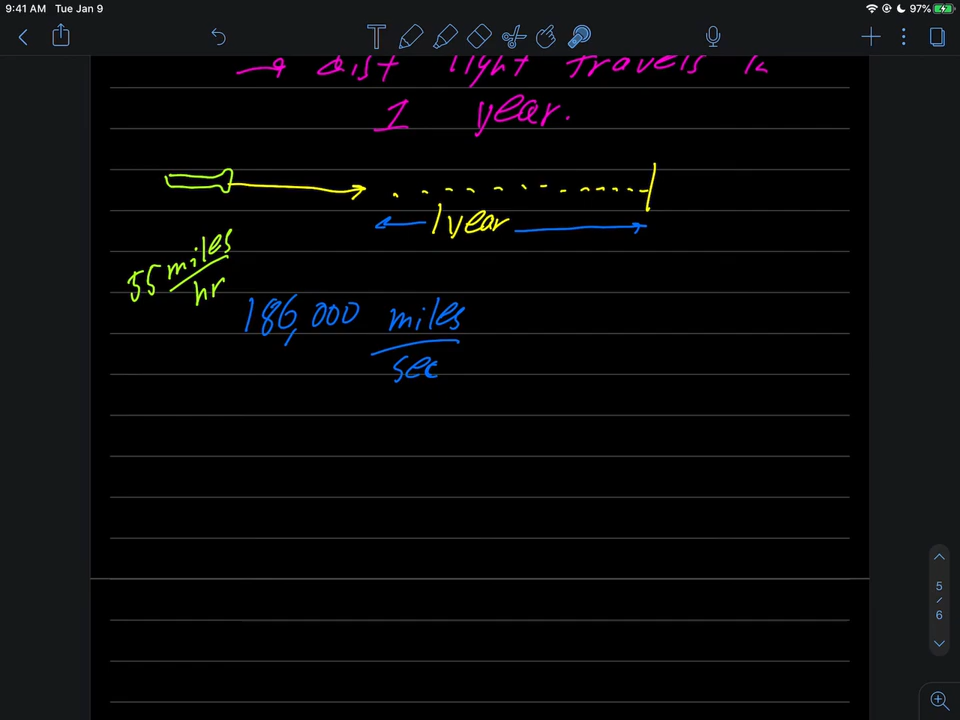 9:41 AM Tue Jan 9
97%
→ dist light travels in
1 year.
1 year
55 miles/hr
186,000 miles
sec
5
/
6